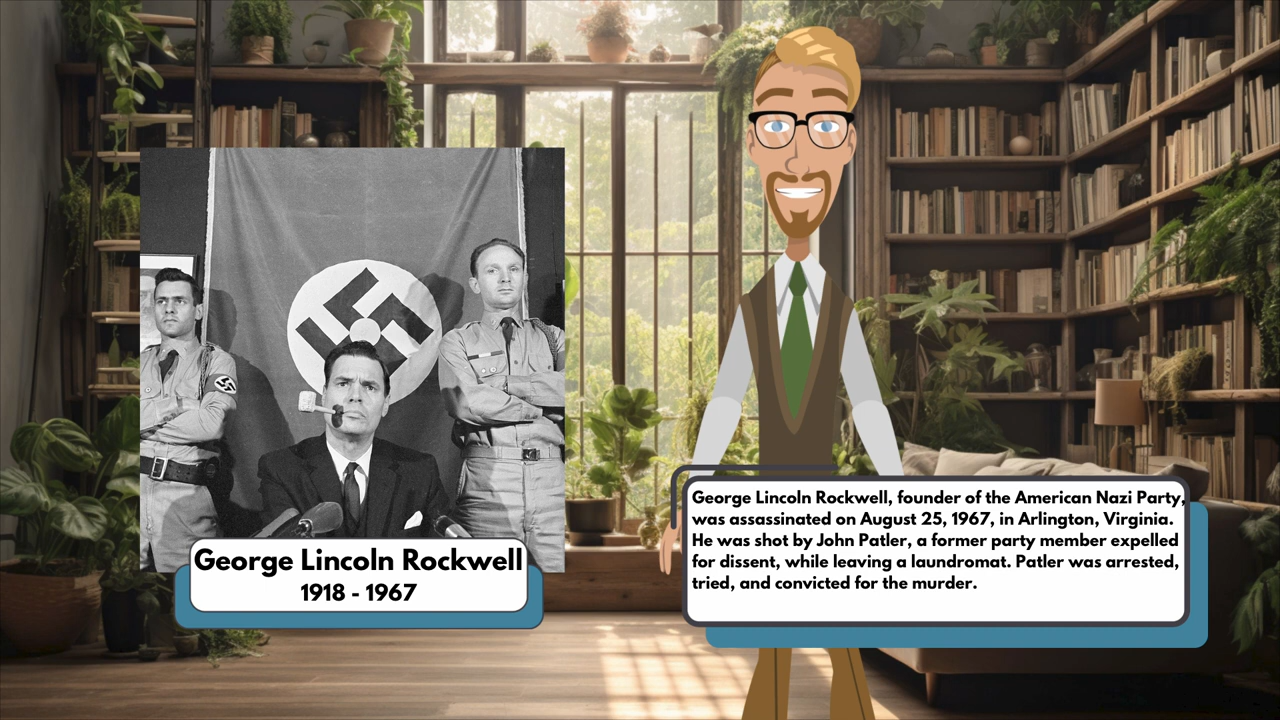 George Lincoln Rockwell
1918 - 1967
George Lincoln Rockwell, founder of the American Nazi Party,
was assassinated on August 25, 1967, in Arlington, Virginia.
He was shot by John Patler, a former party member expelled
for dissent, while leaving a laundromat. Patler was arrested,
tried, and convicted for the murder.